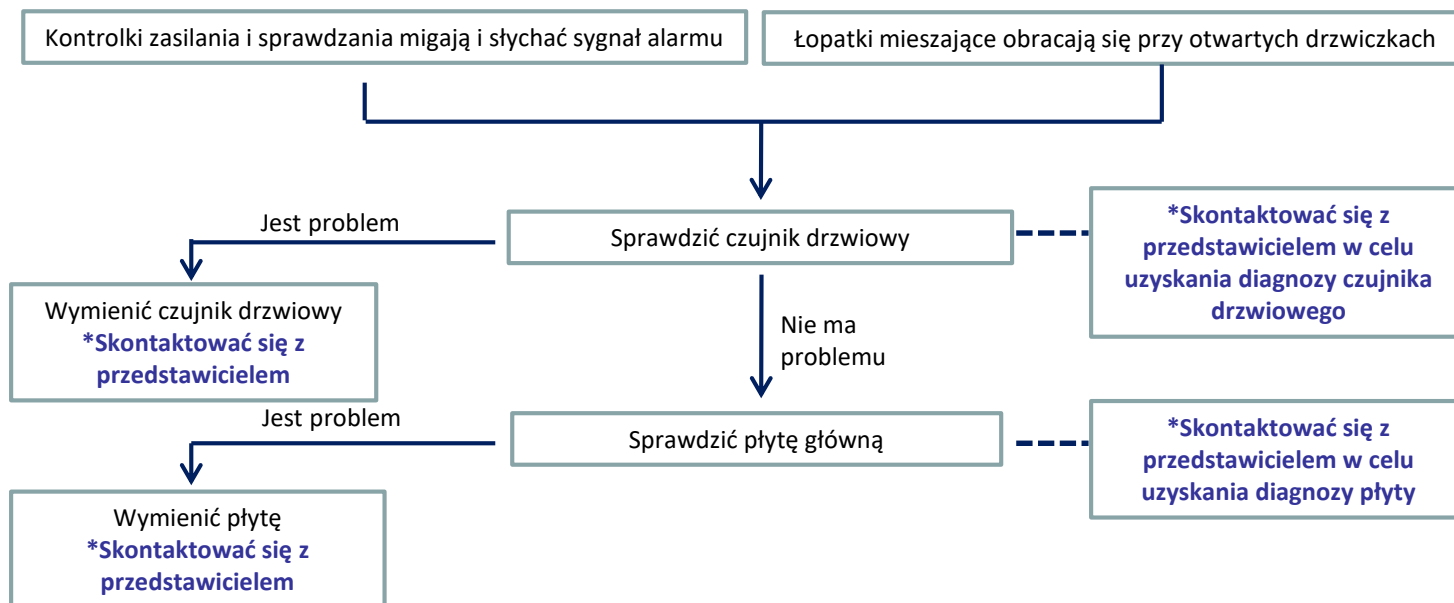 Kontrolki zasilania i sprawdzania migają i słychać sygnał alarmu
Łopatki mieszające obracają się przy otwartych drzwiczkach
Jest problem
Sprawdzić czujnik drzwiowy
*Skontaktować się z
przedstawicielem w celu
uzyskania diagnozy czujnika
drzwiowego
Wymienić czujnik drzwiowy
*Skontaktować się z
przedstawicielem
Nie ma
problemu
Jest problem
Sprawdzić płytę główną
*Skontaktować się z
przedstawicielem w celu
uzyskania diagnozy płyty
Wymienić płytę
*Skontaktować się z
przedstawicielem